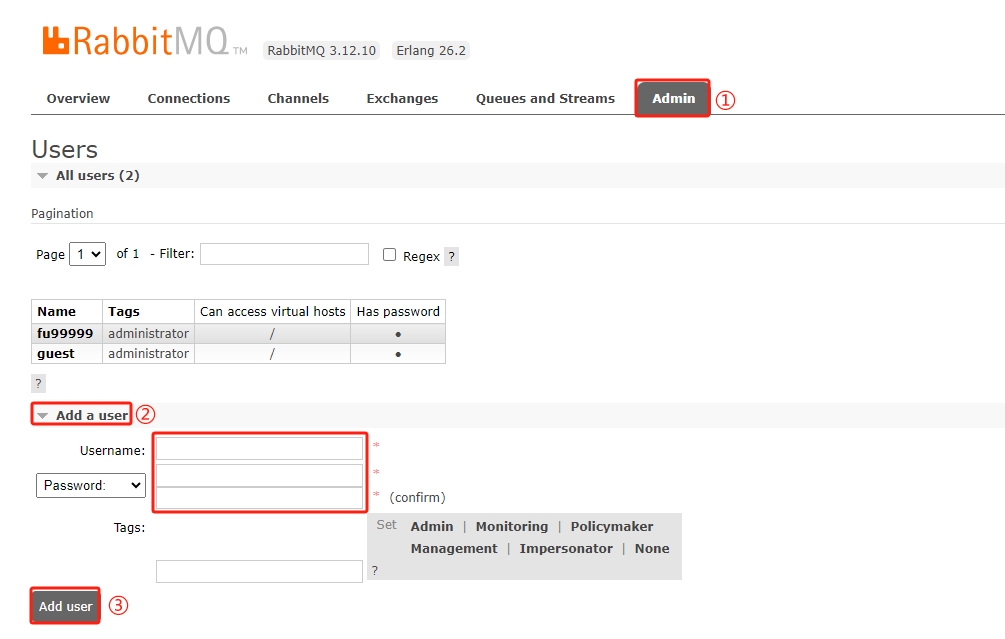 RabbitMQ TM RabbitMQ 3.12.10 Erlang 26.2
Overview Connections Channels Exchanges Queues and Streams Admin ①
Users
All users (2)
Pagination
Page 1 of 1 - Filter: Regex ?
Name Tags Can access virtual hosts Has password
fu99999 administrator / ●
guest administrator / ●
?
Add a user ②
Username: *
Password: *
* (confirm)
Tags: Set Admin | Monitoring | Policymaker
Management | Impersonator | None
?
Add user ③